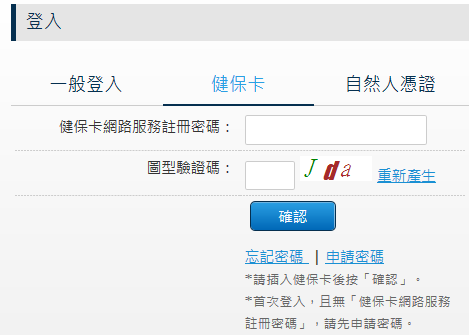 登入
一般登入 健保卡 自然人憑證
健保卡網路服務註冊密碼：
圖型驗證碼： Jda 重新產生
確認
忘記密碼 | 申請密碼
*請插入健保卡後按「確認」。
*首次登入，且無「健保卡網路服務
註冊密碼」，請先申請密碼。